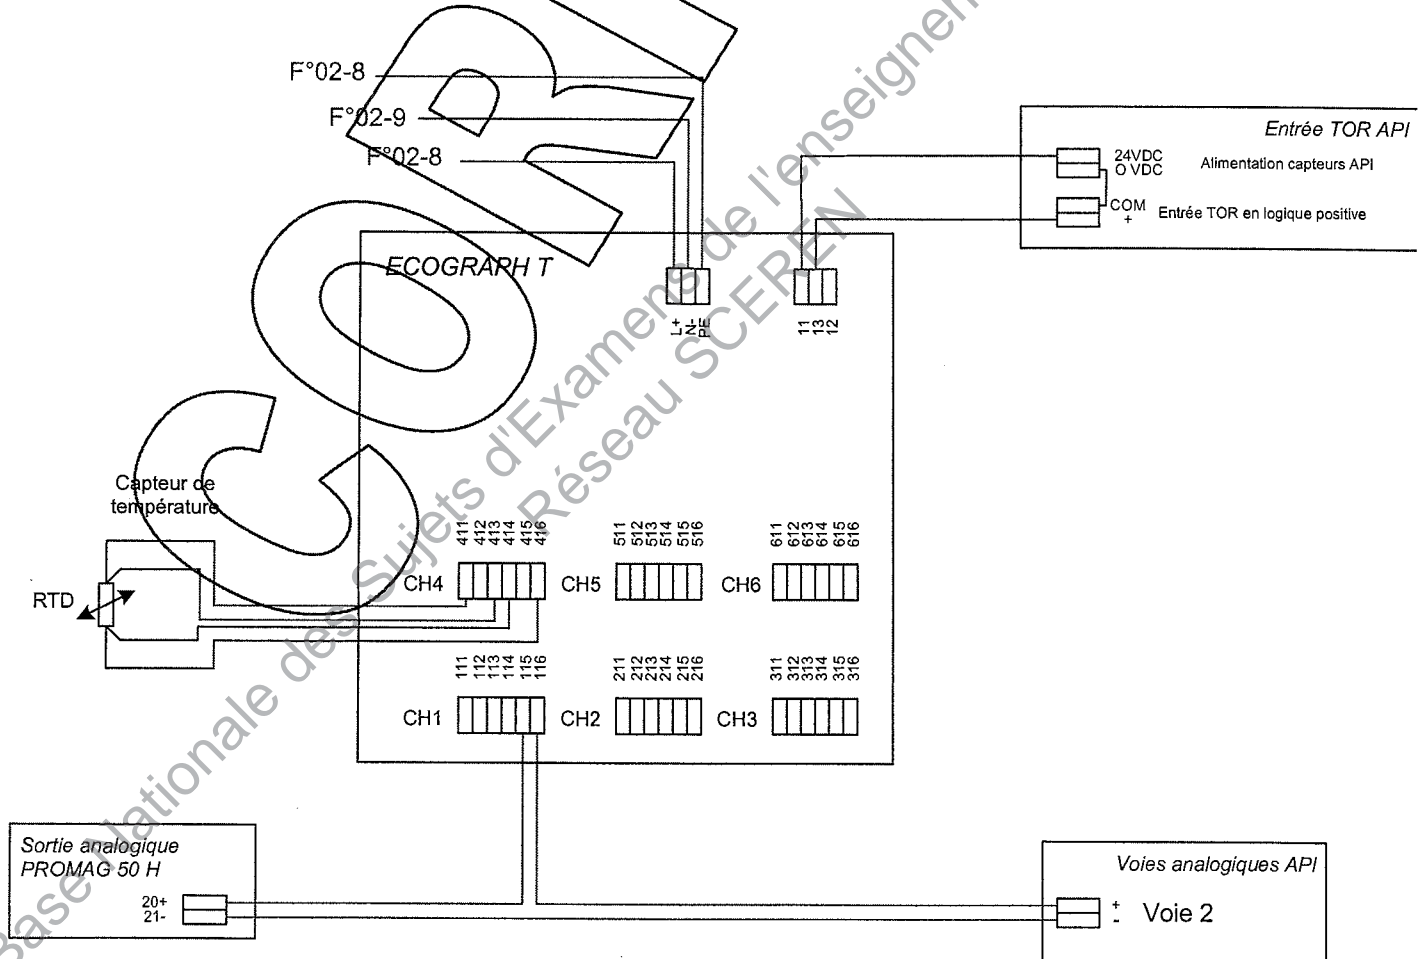 CORRI
Base Nationale des Sujets d'Examens de l'enseignem
Réseau SCEREN
F°02-8
F°02-9
F°02-8
Entrée TOR API
24VDC
O VDC
Alimentation capteurs API
COM
+
Entrée TOR en logique positive
ECOGRAPH T
L+
N-
PE
11
13
12
Capteur de
température
RTD
411
412
413
414
415
416
511
512
513
514
515
516
611
612
613
614
615
616
CH4
CH5
CH6
111
112
113
114
115
116
211
212
213
214
215
216
311
312
313
314
315
316
CH1
CH2
CH3
Sortie analogique
PROMAG 50 H
20+
21-
Voies analogiques API
+
-
Voie 2